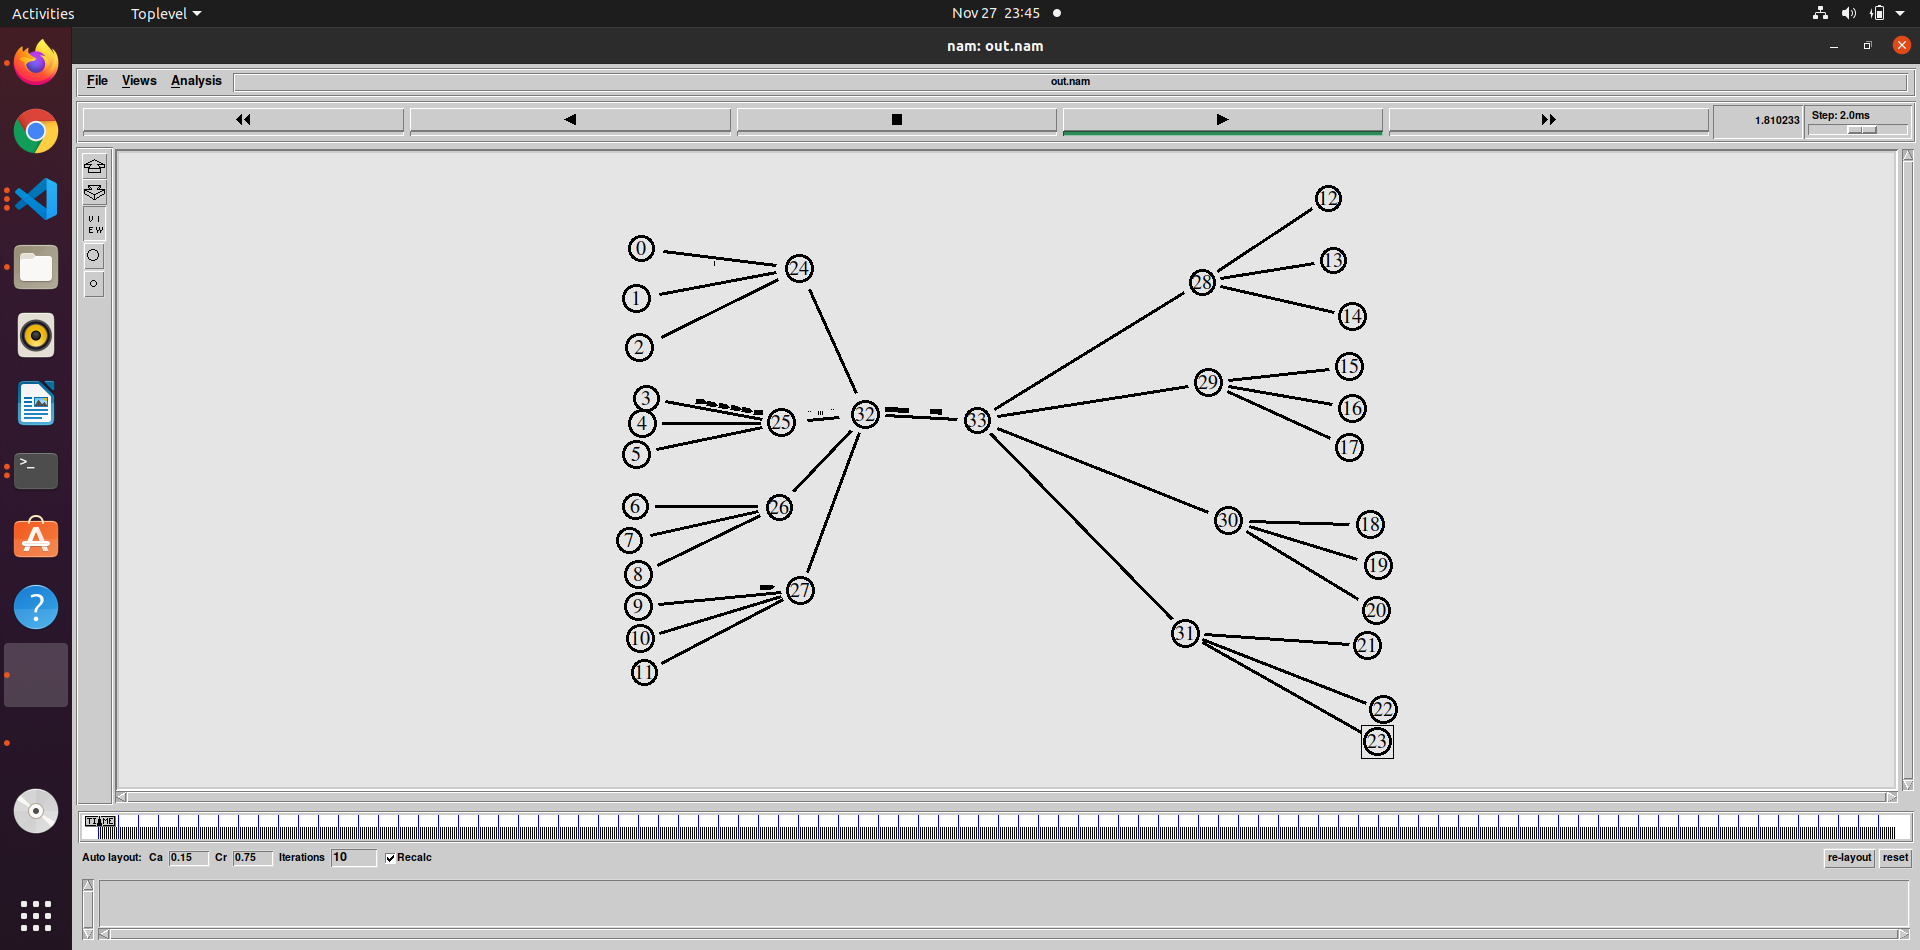 Activities Toplevel Nov 27 23:45
nam: out.nam
File Views Analysis out.nam
1.810233 Step: 2.0ms
VI
EW
12
0 13
24 28
1 14
2 15
3 29 16
4 25 32 33 17
5
6 26 30 18
7 19
8 27 20
9 31 21
10
11 22
23
TIME
Auto layout: Ca 0.15 Cr 0.75 Iterations 10 Recalc re-layout reset